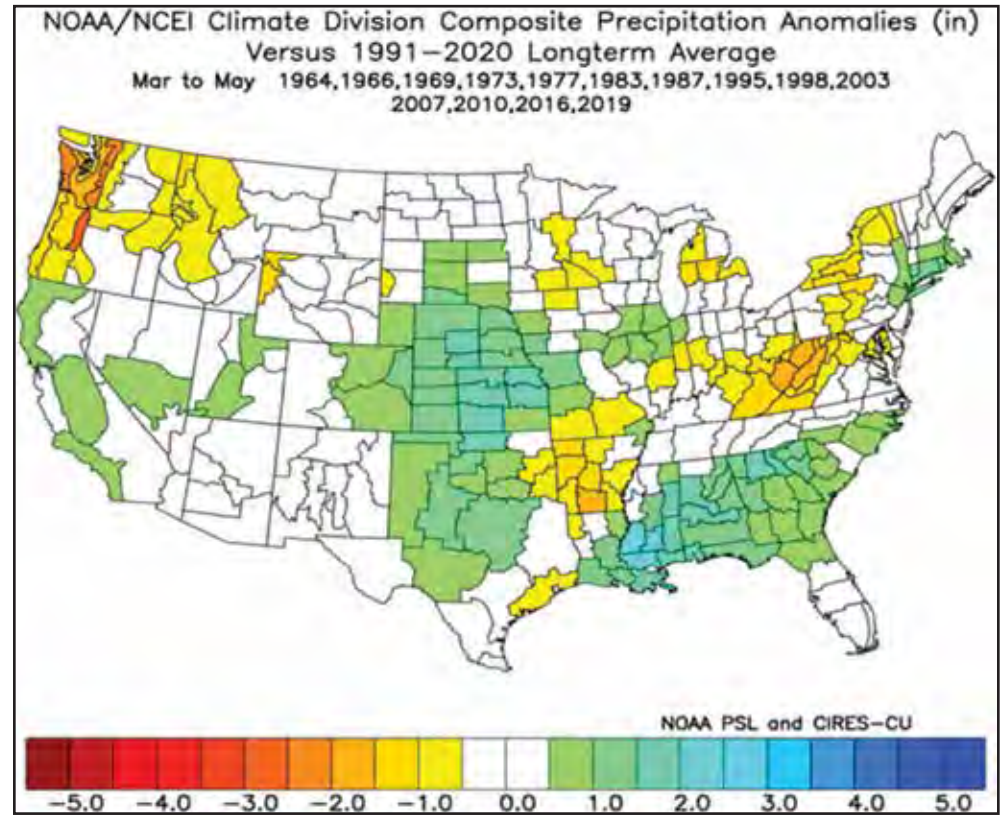 NOAA/NCEI Climate Division Composite Precipitation Anomalies (in)
Versus 1991–2020 Longterm Average
Mar to May 1964,1966,1969,1973,1977,1983,1987,1995,1998,2003
2007,2010,2016,2019
NOAA PSL and CIRES–CU
−5.0 −4.0 −3.0 −2.0 −1.0 0.0 1.0 2.0 3.0 4.0 5.0